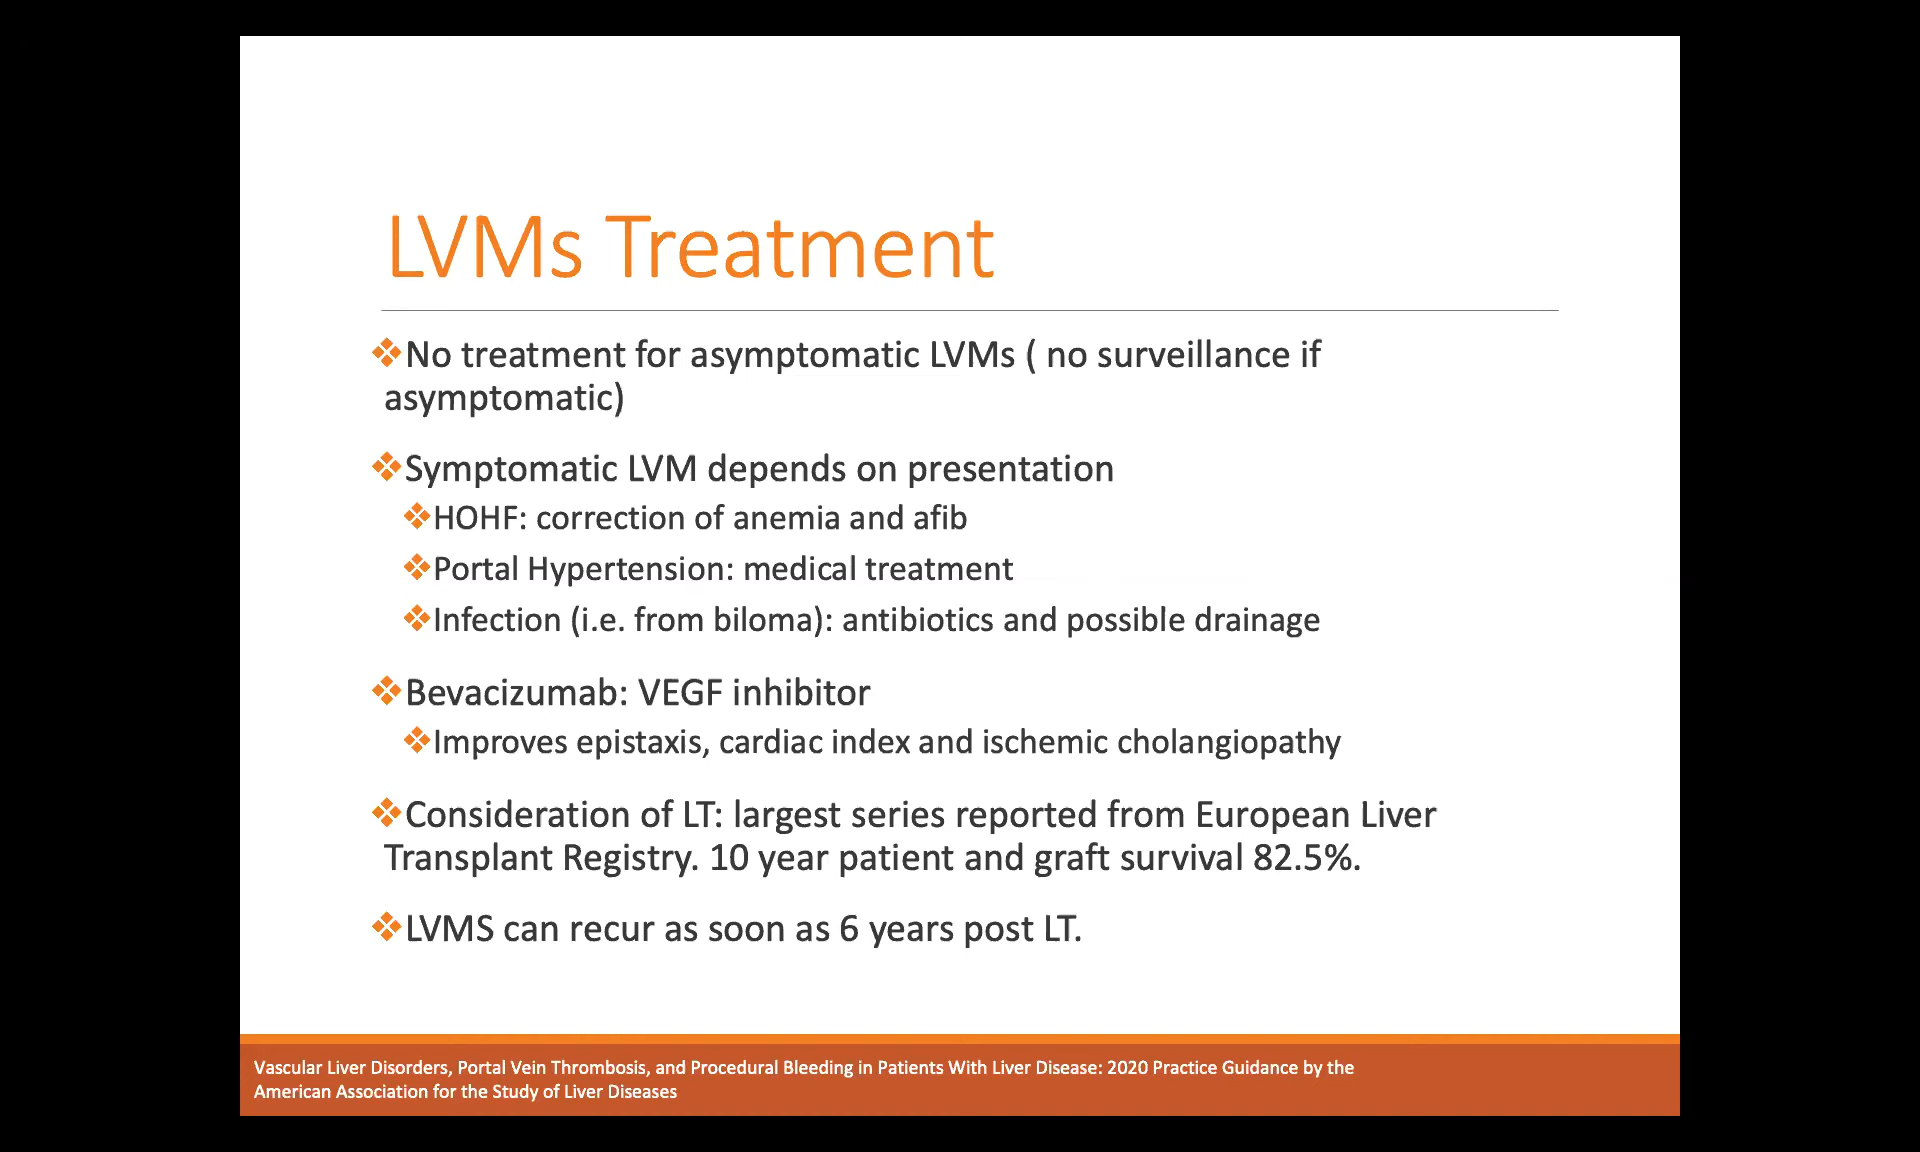 LVMs Treatment
No treatment for asymptomatic LVMs ( no surveillance if
asymptomatic)
Symptomatic LVM depends on presentation
HOHF: correction of anemia and afib
Portal Hypertension: medical treatment
Infection (i.e. from biloma): antibiotics and possible drainage
Bevacizumab: VEGF inhibitor
Improves epistaxis, cardiac index and ischemic cholangiopathy
Consideration of LT: largest series reported from European Liver
Transplant Registry. 10 year patient and graft survival 82.5%.
LVMS can recur as soon as 6 years post LT.
Vascular Liver Disorders, Portal Vein Thrombosis, and Procedural Bleeding in Patients With Liver Disease: 2020 Practice Guidance by the
American Association for the Study of Liver Diseases